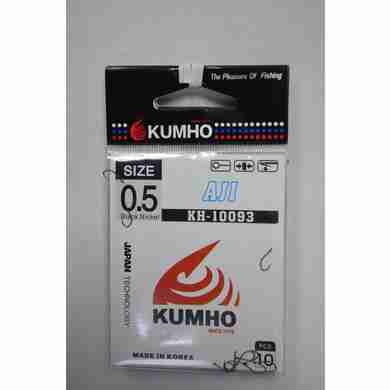 The Pleasure Of Fishing
KUMHO
SIZE
0.5
Black Nickel
AJI
KH-10093
JAPAN
TECHNOLOGY
KUMHO
MADE IN KOREA
PCS
10